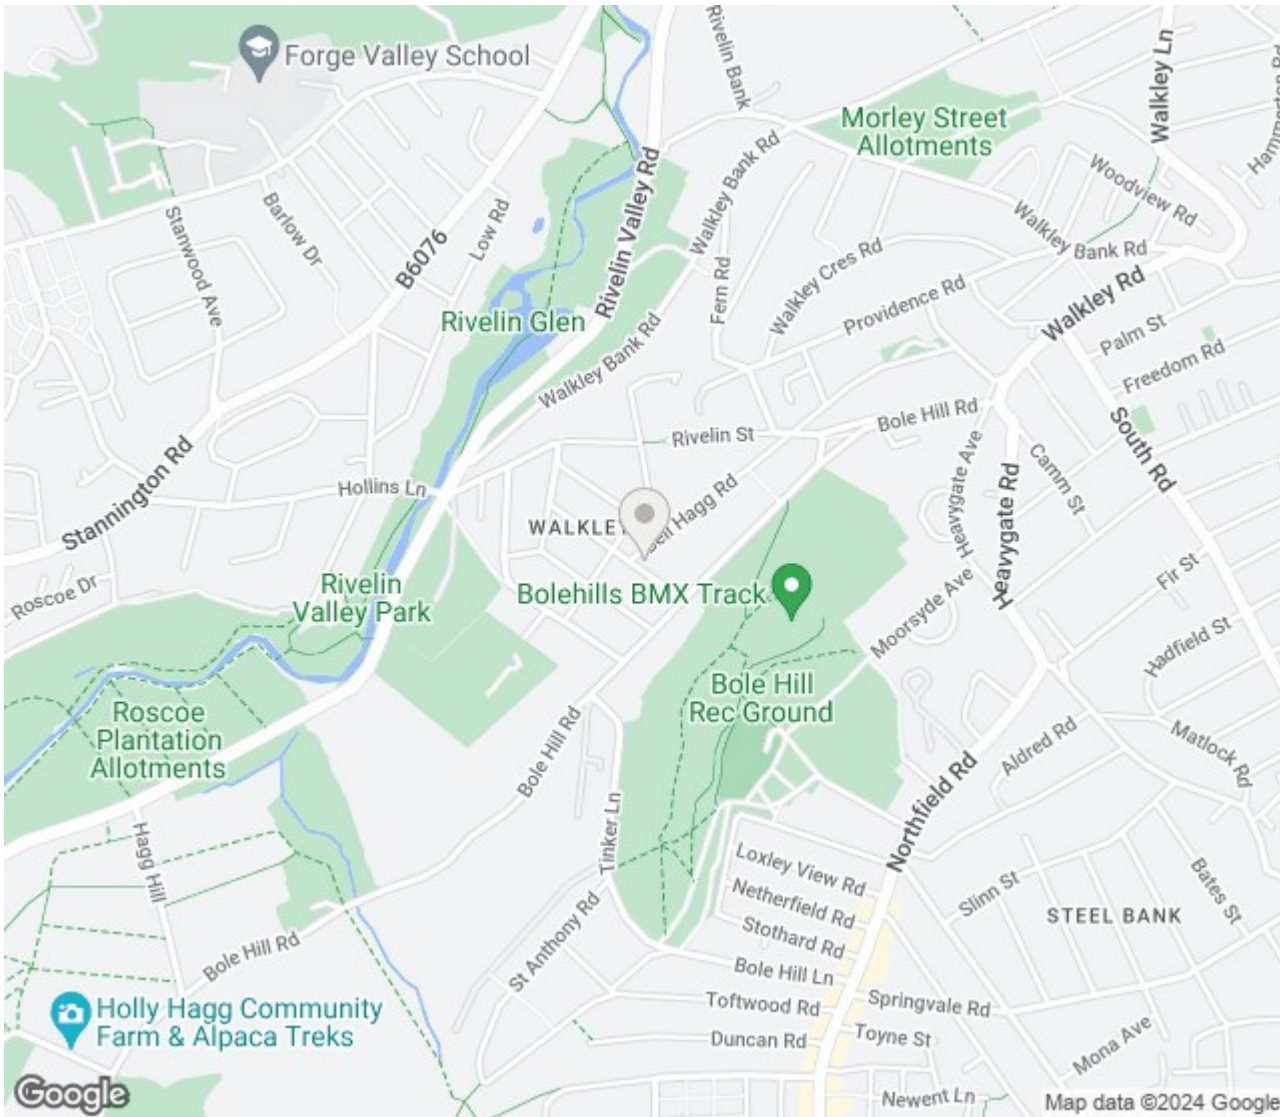 Forge Valley School
Rivelin Bank
Walkley Ln
Hammerton Rd
Morley Street
Allotments
Woodview Rd
Walkley Bank Rd
Walkley Bank Rd
Rivelin Valley Rd
Stanwood Ave
Barlow Dr
Low Rd
B6076
Fern Rd
Walkley Cres Rd
Providence Rd
Walkley Rd
Palm St
Freedom Rd
Rivelin Glen
Walkley Bank Rd
Bole Hill Rd
South Rd
Rivelin St
Stannington Rd
Hollins Ln
Hagg Rd
Heavygate Ave
Heavygate Rd
Camm St
Fir St
Roscoe Dr
Rivelin
Valley Park
Bolehills BMX Track
Moorsyde Ave
Hadfield St
Bole Hill
Rec Ground
Roscoe
Plantation
Allotments
Bole Hill Rd
Aldred Rd
Matlock Rd
Northfield Rd
Hagg Hill
Tinker Ln
Loxley View Rd
Netherfield Rd
Stothard Rd
Slinn St
Bates St
STEEL BANK
St Anthony Rd
Bole Hill Rd
Bole Hill Ln
Toftwood Rd
Springvale Rd
Holly Hagg Community
Farm & Alpaca Treks
Duncan Rd
Toyne St
Mona Ave
Newent Ln
Google
Map data ©2024 Google